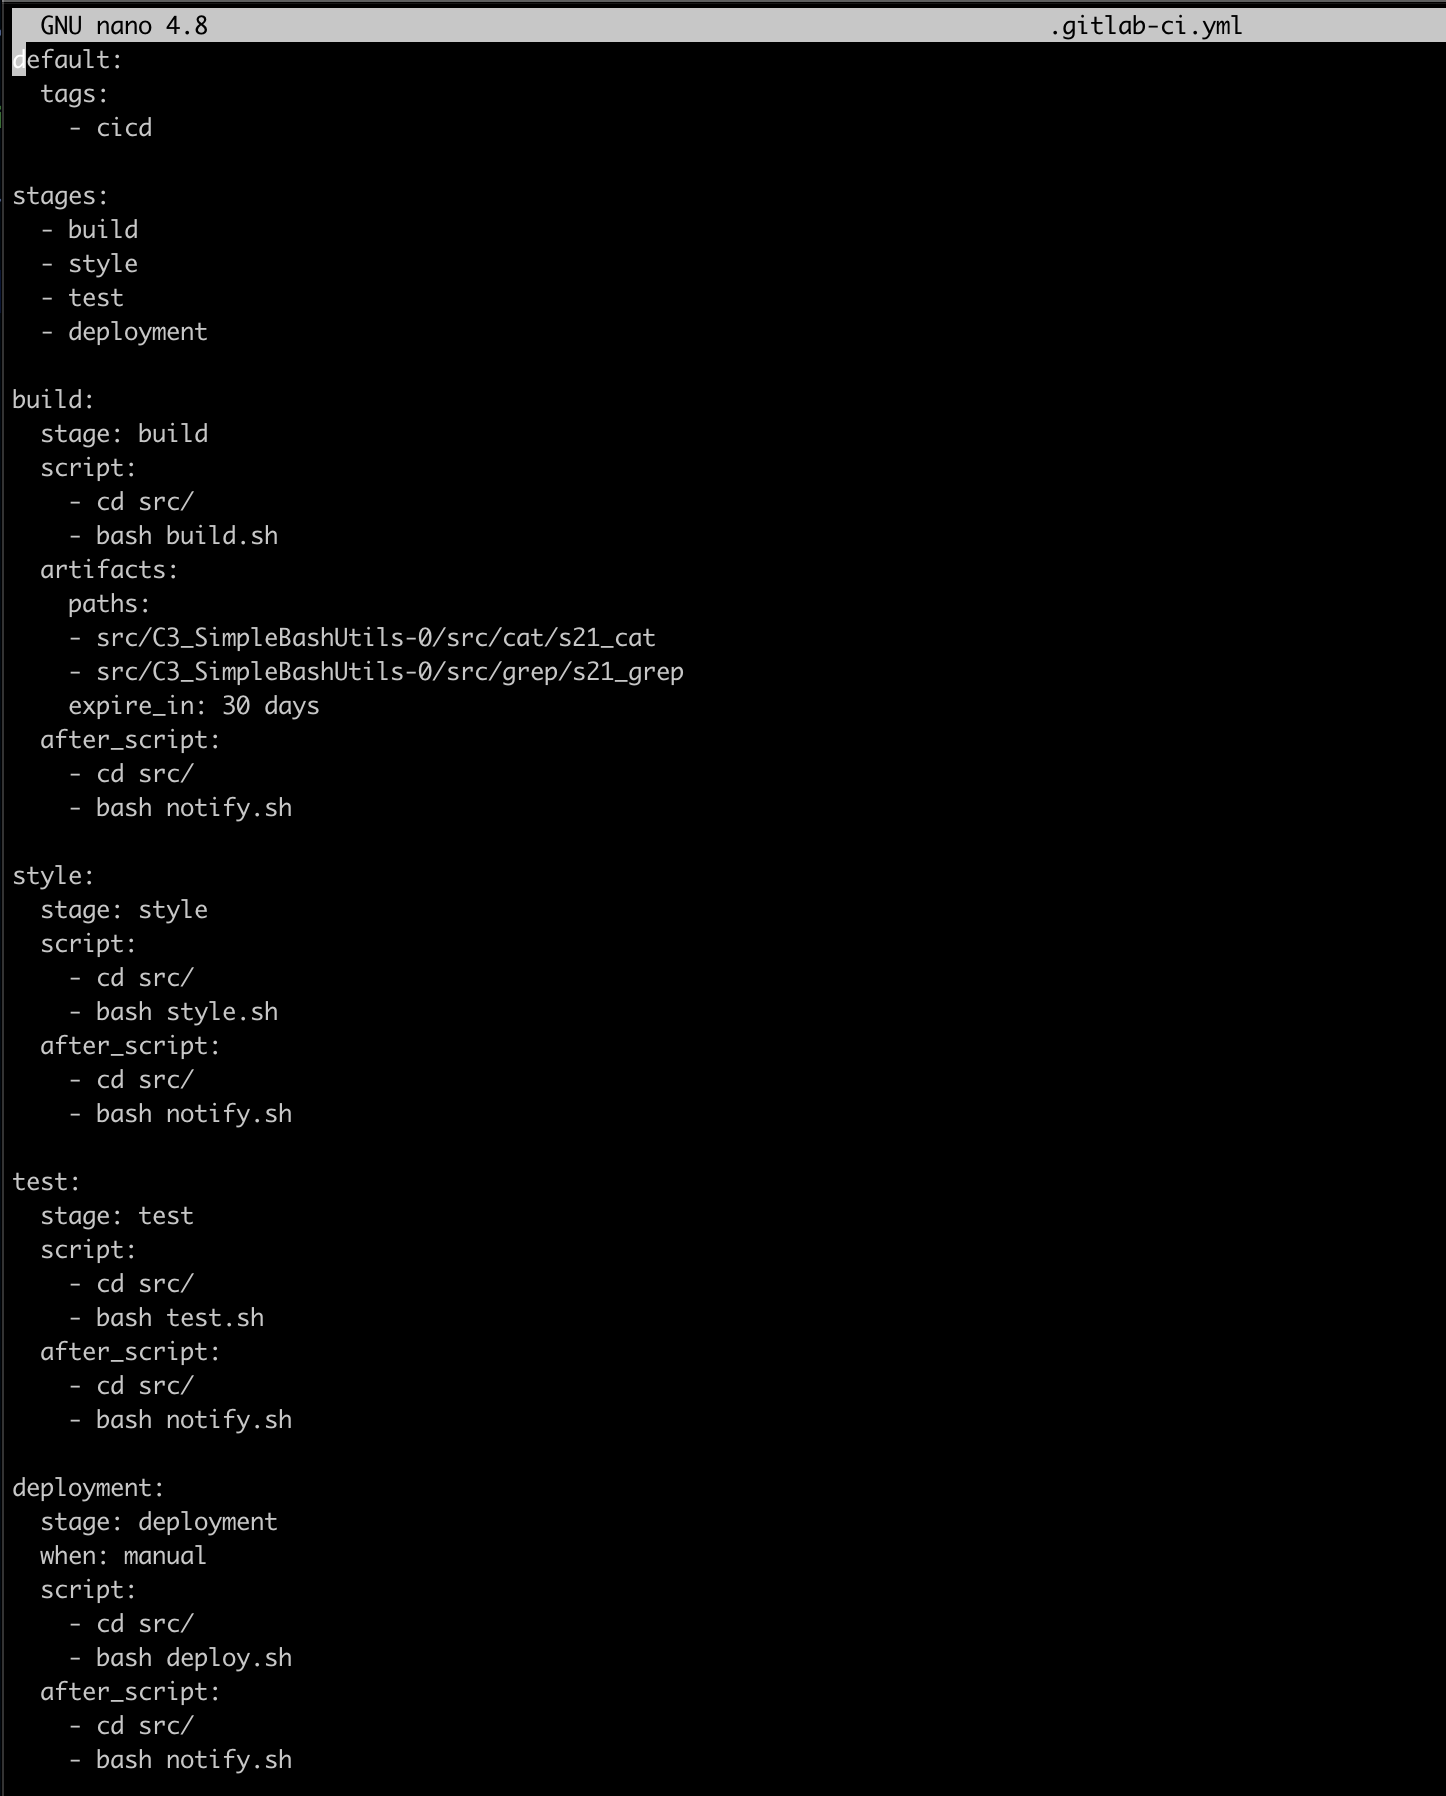 GNU nano 4.8 .gitlab-ci.yml
default:
  tags:
    - cicd

stages:
  - build
  - style
  - test
  - deployment

build:
  stage: build
  script:
    - cd src/
    - bash build.sh
  artifacts:
    paths:
    - src/C3_SimpleBashUtils-0/src/cat/s21_cat
    - src/C3_SimpleBashUtils-0/src/grep/s21_grep
    expire_in: 30 days
  after_script:
    - cd src/
    - bash notify.sh

style:
  stage: style
  script:
    - cd src/
    - bash style.sh
  after_script:
    - cd src/
    - bash notify.sh

test:
  stage: test
  script:
    - cd src/
    - bash test.sh
  after_script:
    - cd src/
    - bash notify.sh

deployment:
  stage: deployment
  when: manual
  script:
    - cd src/
    - bash deploy.sh
  after_script:
    - cd src/
    - bash notify.sh